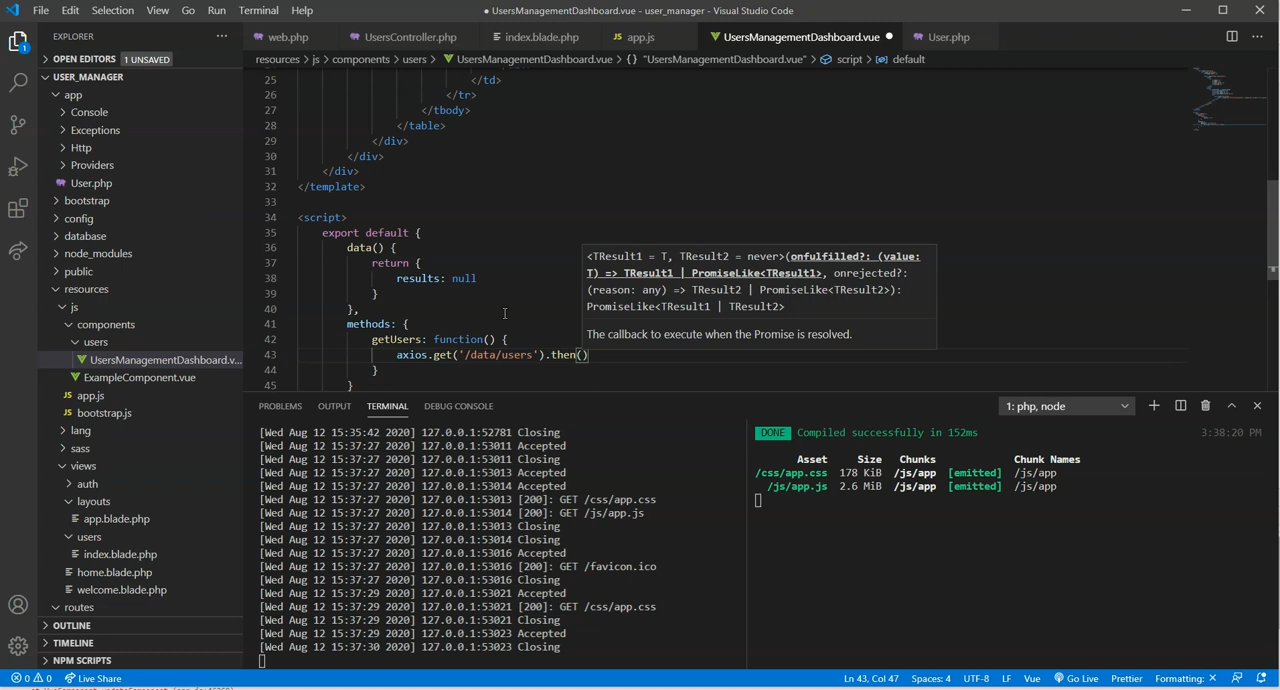 File Edit Selection View Go Run Terminal Help
● UsersManagementDashboard.vue - user_manager - Visual Studio Code
EXPLORER ···
web.php UsersController.php index.blade.php JS app.js UsersManagementDashboard.vue ● User.php ···
OPEN EDITORS 1 UNSAVED
resources > js > components > users > UsersManagementDashboard.vue > {} "UsersManagementDashboard.vue" > script > default
1
USER_MANAGER
app
Console
Exceptions
Http
Providers
User.php
bootstrap
config
database
node_modules
public
resources
js
components
users
UsersManagementDashboard.v...
ExampleComponent.vue
JS app.js
JS bootstrap.js
lang
sass
views
auth
layouts
app.blade.php
users
index.blade.php
home.blade.php
welcome.blade.php
routes
OUTLINE
TIMELINE
NPM SCRIPTS
25 </td>
26 </tr>
27 </tbody>
28 </table>
29 </div>
30 </div>
31 </div>
32 </template>
33
34 <script>
35 export default {
36 data() {
37 return {
38 results: null
39 }
40 },
41 methods: {
42 getUsers: function() {
43 axios.get('/data/users').then()
44 }
45 }
<TResult1 = T, TResult2 = never>(onfulfilled?: (value:
T) => TResult1 | PromiseLike<TResult1>, onrejected?:
(reason: any) => TResult2 | PromiseLike<TResult2>):
PromiseLike<TResult1 | TResult2>
The callback to execute when the Promise is resolved.
PROBLEMS OUTPUT TERMINAL DEBUG CONSOLE 1: php, node
[Wed Aug 12 15:35:42 2020] 127.0.0.1:52781 Closing
[Wed Aug 12 15:37:27 2020] 127.0.0.1:53011 Accepted
[Wed Aug 12 15:37:27 2020] 127.0.0.1:53011 Closing
[Wed Aug 12 15:37:27 2020] 127.0.0.1:53013 Accepted
[Wed Aug 12 15:37:27 2020] 127.0.0.1:53014 Accepted
[Wed Aug 12 15:37:27 2020] 127.0.0.1:53013 [200]: GET /css/app.css
[Wed Aug 12 15:37:27 2020] 127.0.0.1:53014 [200]: GET /js/app.js
[Wed Aug 12 15:37:27 2020] 127.0.0.1:53013 Closing
[Wed Aug 12 15:37:27 2020] 127.0.0.1:53014 Closing
[Wed Aug 12 15:37:27 2020] 127.0.0.1:53016 Accepted
[Wed Aug 12 15:37:27 2020] 127.0.0.1:53016 [200]: GET /favicon.ico
[Wed Aug 12 15:37:27 2020] 127.0.0.1:53016 Closing
[Wed Aug 12 15:37:29 2020] 127.0.0.1:53021 Accepted
[Wed Aug 12 15:37:29 2020] 127.0.0.1:53021 [200]: GET /css/app.css
[Wed Aug 12 15:37:29 2020] 127.0.0.1:53021 Closing
[Wed Aug 12 15:37:29 2020] 127.0.0.1:53023 Accepted
[Wed Aug 12 15:37:30 2020] 127.0.0.1:53023 Closing
DONE Compiled successfully in 152ms 3:38:20 PM
Asset Size Chunks Chunk Names
/css/app.css 178 KiB /js/app [emitted] /js/app
/js/app.js 2.6 MiB /js/app [emitted] /js/app
0 0 Live Share Ln 43, Col 47 Spaces: 4 UTF-8 LF Vue Go Live Prettier Formatting: ×